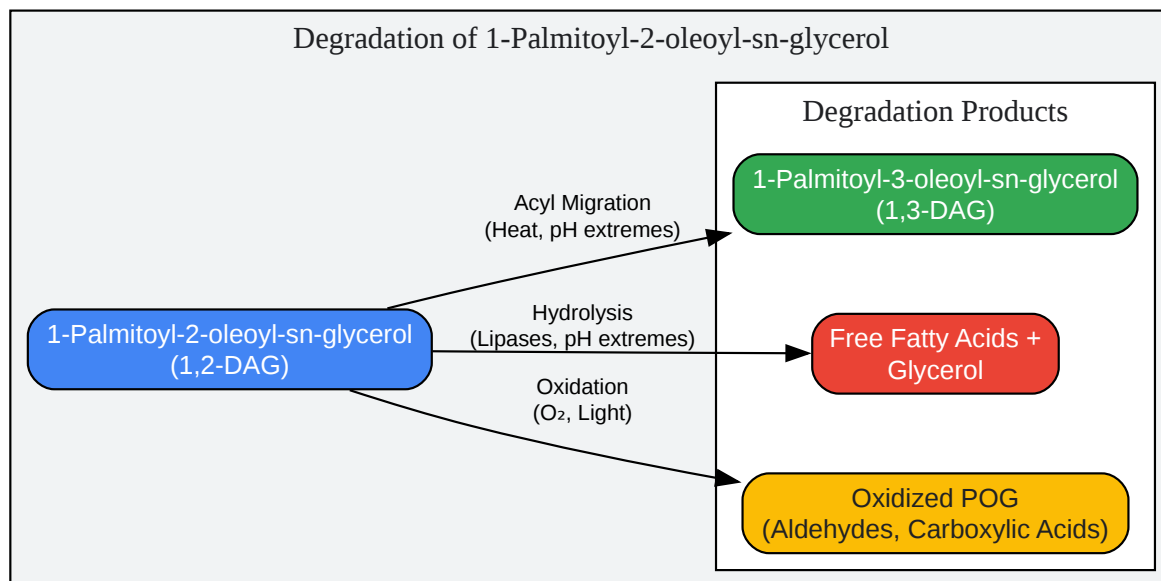 Degradation of 1-Palmitoyl-2-oleoyl-sn-glycerol
Degradation Products
1-Palmitoyl-3-oleoyl-sn-glycerol
(1,3-DAG)
Acyl Migration
(Heat, pH extremes)
1-Palmitoyl-2-oleoyl-sn-glycerol
(1,2-DAG)
Hydrolysis
(Lipases, pH extremes)
Free Fatty Acids +
Glycerol
Oxidation
(O₂, Light)
Oxidized POG
(Aldehydes, Carboxylic Acids)